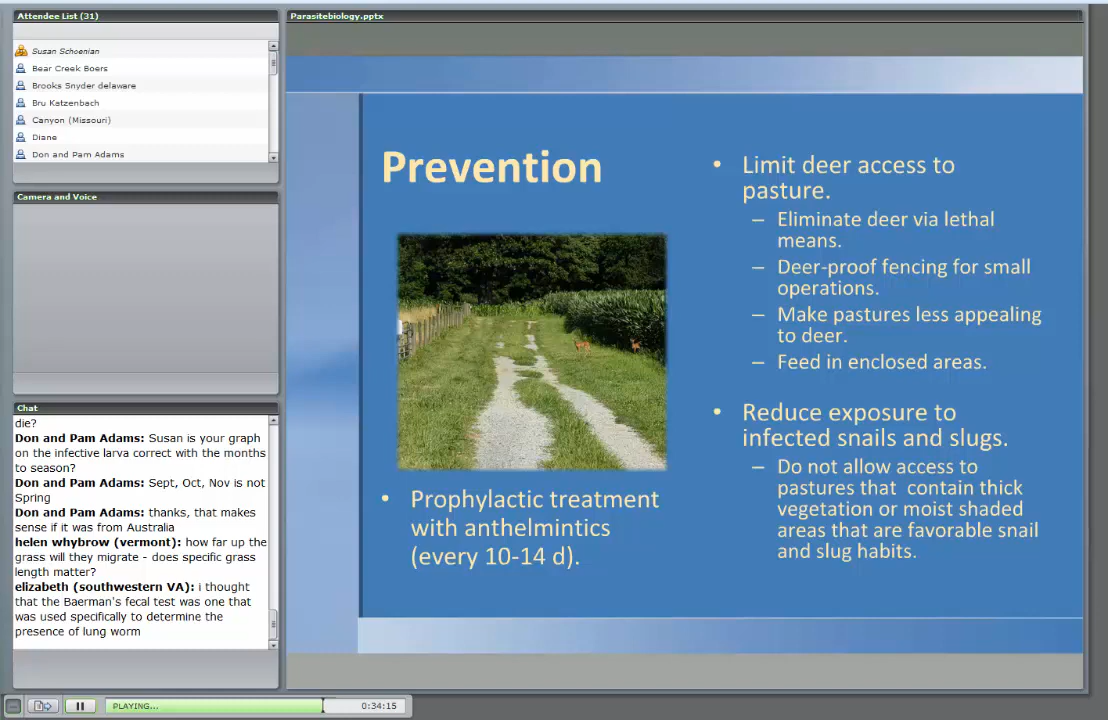 Attendee List (31)
Susan Schoenian
Bear Creek Boers
Brooks Snyder delaware
Bru Katzenbach
Canyon (Missouri)
Diane
Don and Pam Adams
Camera and Voice
Chat
die?
Don and Pam Adams: Susan is your graph
on the infective larva correct with the months
to season?
Don and Pam Adams: Sept, Oct, Nov is not
Spring
Don and Pam Adams: thanks, that makes
sense if it was from Australia
helen whybrow (vermont): how far up the
grass will they migrate - does specific grass
length matter?
elizabeth (southwestern VA): i thought
that the Baerman's fecal test was one that
was used specifically to determine the
presence of lung worm
PLAYING...
0:34:15
Parasitebiology.pptx
Prevention
• Prophylactic treatment
with anthelmintics
(every 10-14 d).
• Limit deer access to
pasture.
– Eliminate deer via lethal
means.
– Deer-proof fencing for small
operations.
– Make pastures less appealing
to deer.
– Feed in enclosed areas.
• Reduce exposure to
infected snails and slugs.
– Do not allow access to
pastures that contain thick
vegetation or moist shaded
areas that are favorable snail
and slug habits.